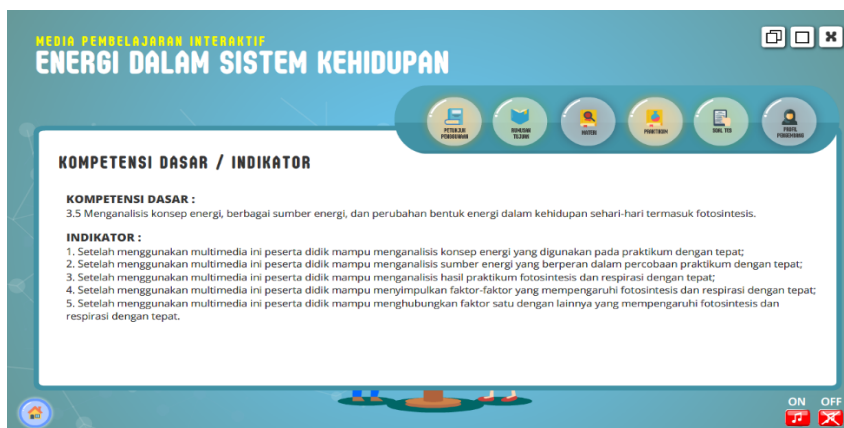 MEDIA PEMBELAJARAN INTERAKTIF
ENERGI DALAM SISTEM KEHIDUPAN
PETUNJUK PENGGUNAAN
RUMUSAN TUJUAN
MATERI
PRAKTIKUM
SOAL TES
PROFIL PENGEMBANG
KOMPETENSI DASAR / INDIKATOR
KOMPETENSI DASAR :
3.5 Menganalisis konsep energi, berbagai sumber energi, dan perubahan bentuk energi dalam kehidupan sehari-hari termasuk fotosintesis.
INDIKATOR :
1. Setelah menggunakan multimedia ini peserta didik mampu menganalisis konsep energi yang digunakan pada praktikum dengan tepat;
2. Setelah menggunakan multimedia ini peserta didik mampu menganalisis sumber energi yang berperan dalam percobaan praktikum dengan tepat;
3. Setelah menggunakan multimedia ini peserta didik mampu menganalisis hasil praktikum fotosintesis dan respirasi dengan tepat;
4. Setelah menggunakan multimedia ini peserta didik mampu menyimpulkan faktor-faktor yang mempengaruhi fotosintesis dan respirasi dengan tepat;
5. Setelah menggunakan multimedia ini peserta didik mampu menghubungkan faktor satu dengan lainnya yang mempengaruhi fotosintesis dan
respirasi dengan tepat.
ON OFF